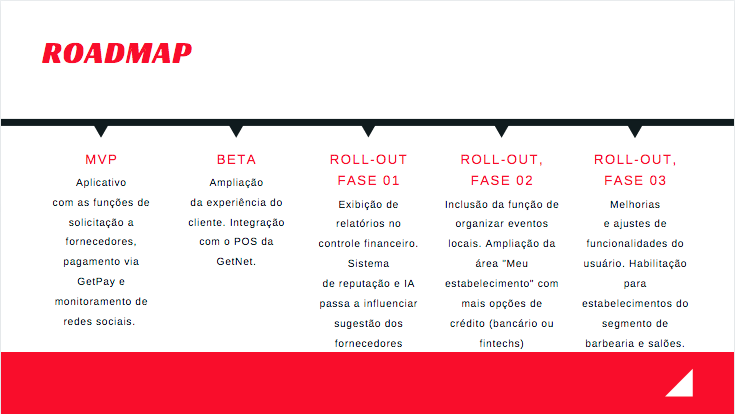 ROADMAP
MVP
Aplicativo
com as funções de
solicitação a
fornecedores,
pagamento via
GetPay e
monitoramento de
redes sociais.
BETA
Ampliação
da experiência do
cliente. Integração
com o POS da
GetNet.
ROLL-OUT
FASE 01
Exibição de
relatórios no
controle financeiro.
Sistema
de reputação e IA
passa a influenciar
sugestão dos
fornecedores
ROLL-OUT,
FASE 02
Inclusão da função de
organizar eventos
locais. Ampliação da
área "Meu
estabelecimento" com
mais opções de
crédito (bancário ou
fintechs)
ROLL-OUT,
FASE 03
Melhorias
e ajustes de
funcionalidades do
usuário. Habilitação
para
estabelecimentos do
segmento de
barbearia e salões.